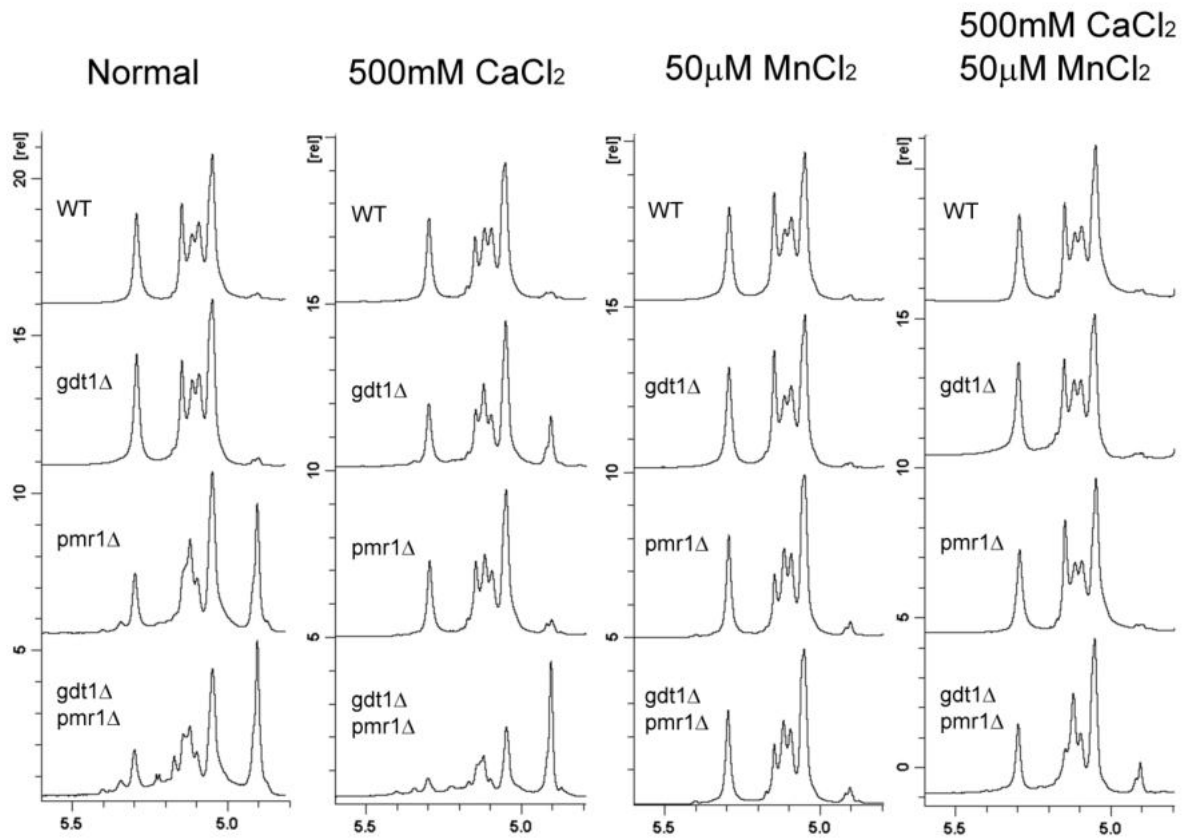 Normal
500mM CaCl₂
50μM MnCl₂
500mM CaCl₂
50μM MnCl₂
[rel]
20
15
10
5
WT
gdt1Δ
pmr1Δ
gdt1Δ
pmr1Δ
5.5
5.0
[rel]
15
10
5
WT
gdt1Δ
pmr1Δ
gdt1Δ
pmr1Δ
5.5
5.0
[rel]
15
10
5
WT
gdt1Δ
pmr1Δ
gdt1Δ
pmr1Δ
5.5
5.0
[rel]
15
10
5
0
WT
gdt1Δ
pmr1Δ
gdt1Δ
pmr1Δ
5.5
5.0